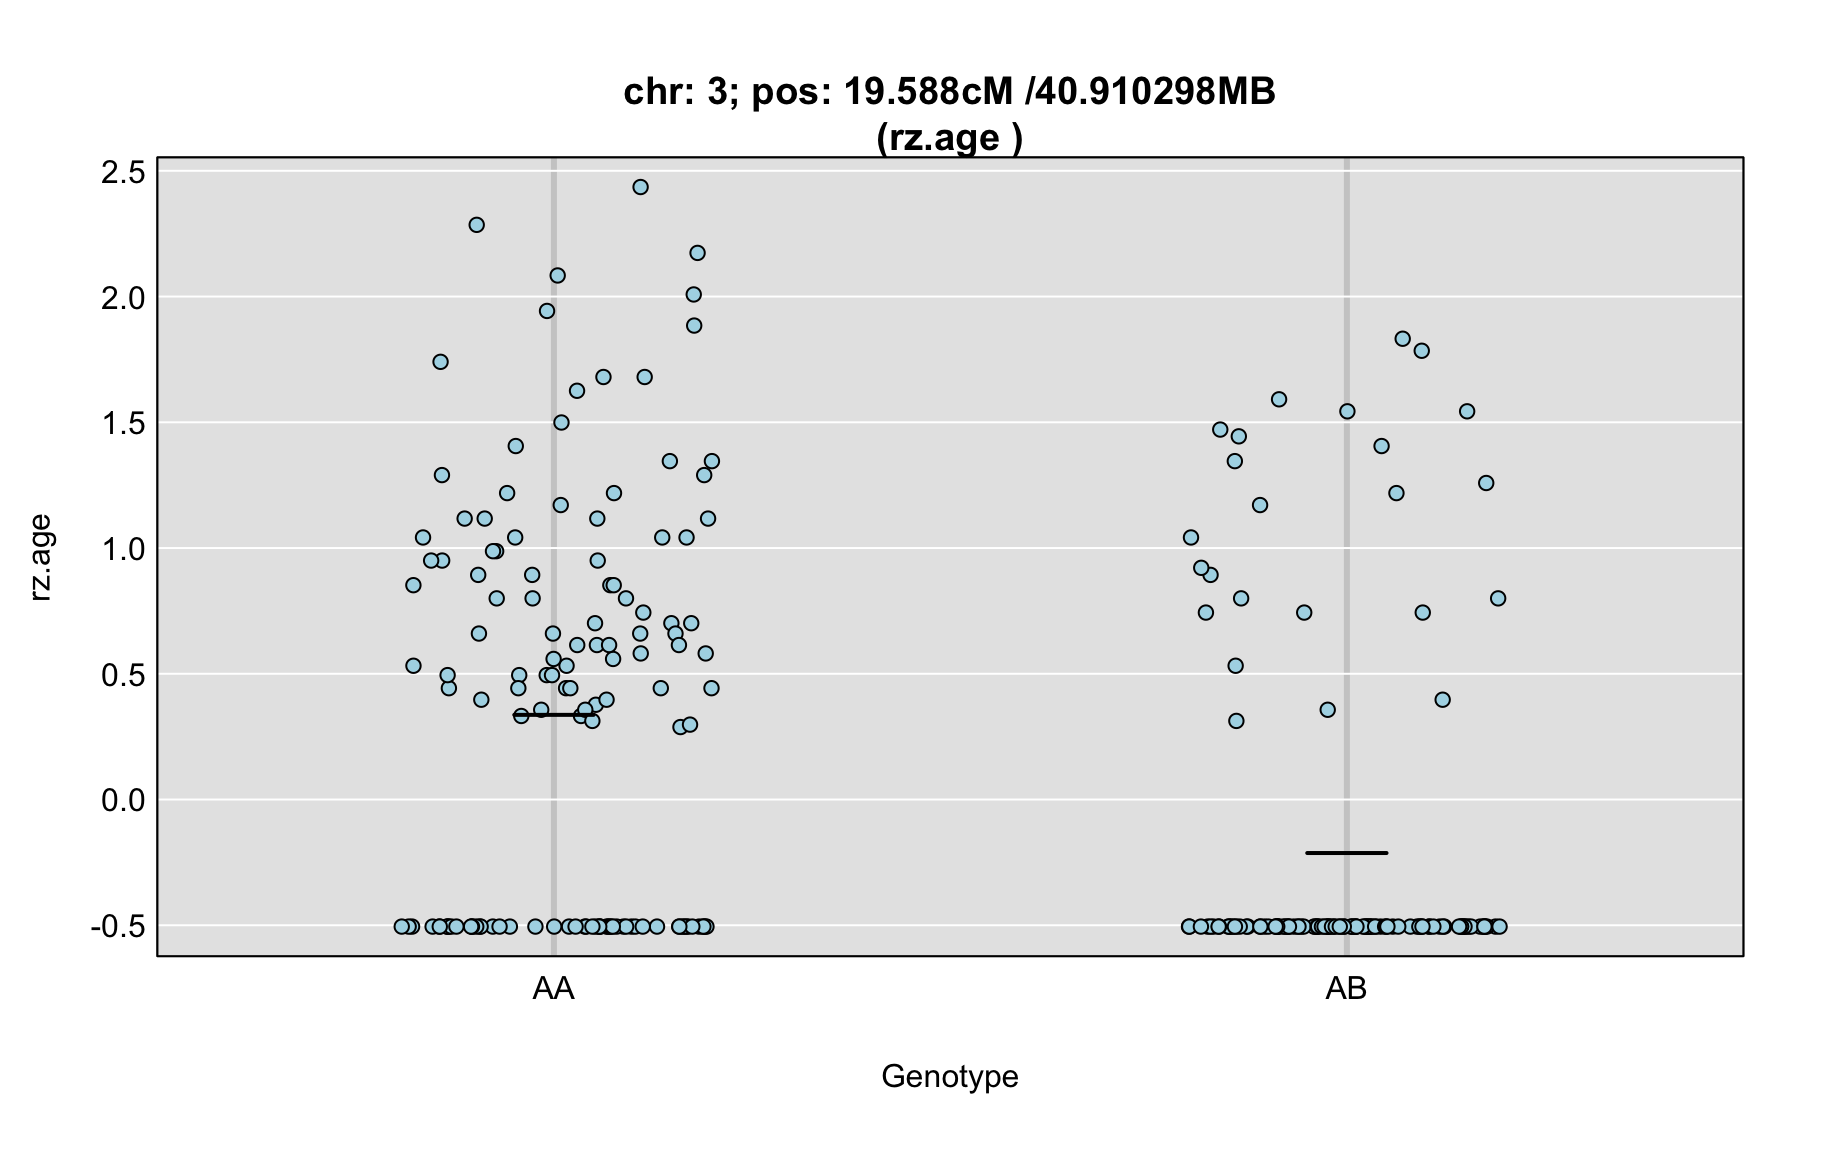 chr: 3; pos: 19.588cM /40.910298MB
(rz.age )
2.5
2.0
1.5
1.0
0.5
0.0
-0.5
rz.age
AA
AB
Genotype